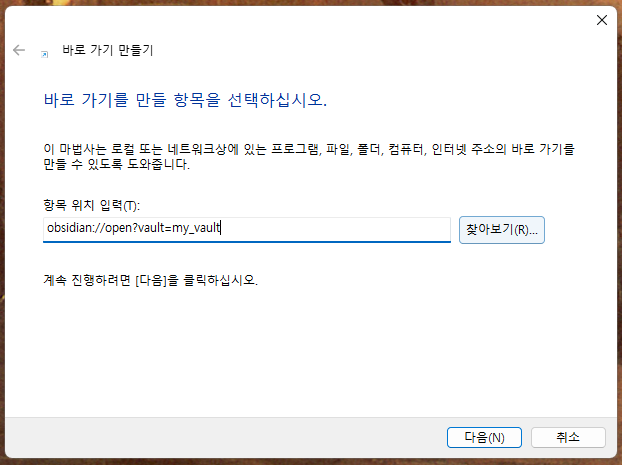 바로 가기 만들기
바로 가기를 만들 항목을 선택하십시오.
이 마법사는 로컬 또는 네트워크상에 있는 프로그램, 파일, 폴더, 컴퓨터, 인터넷 주소의 바로 가기를
만들 수 있도록 도와줍니다.
항목 위치 입력(T):
obsidian://open?vault=my_vault
찾아보기(R)...
계속 진행하려면 [다음]을 클릭하십시오.
다음(N)
취소